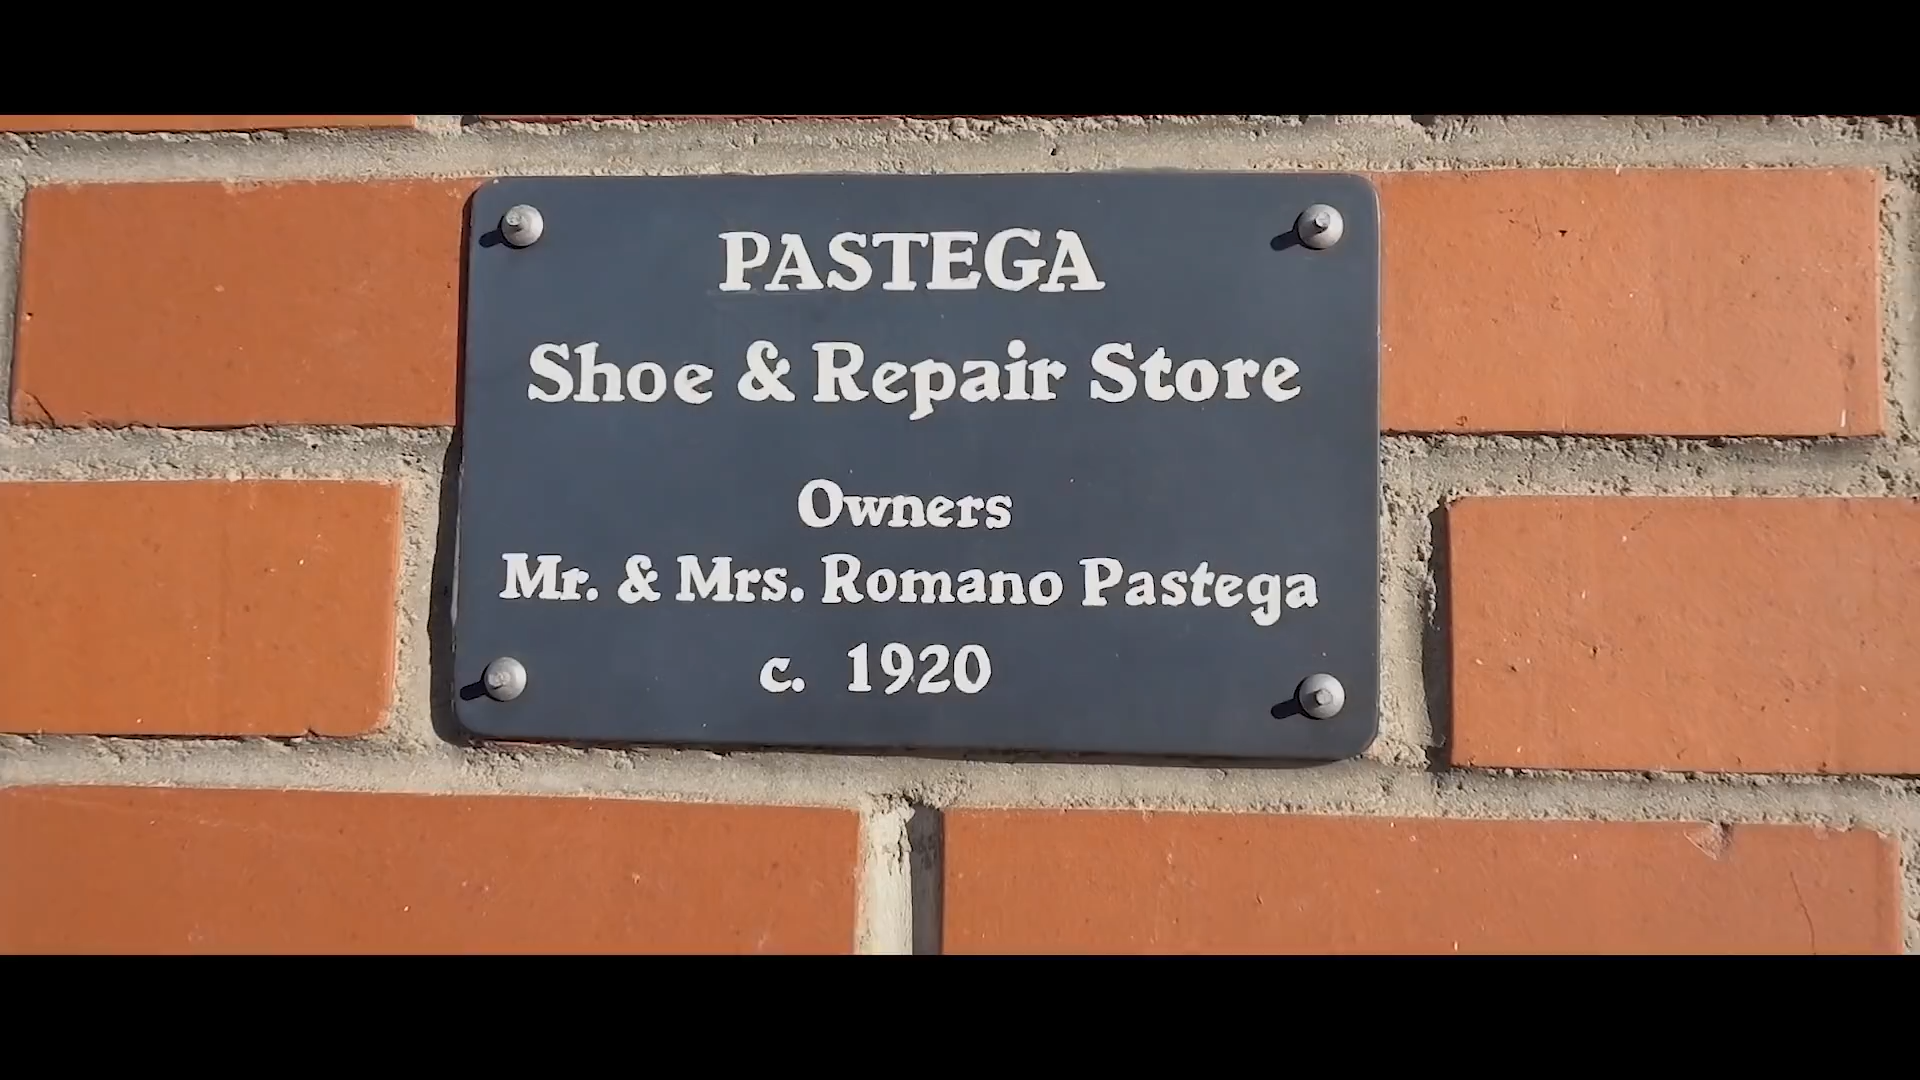 PASTEGA
Shoe & Repair Store
Owners
Mr. & Mrs. Romano Pastega
c. 1920